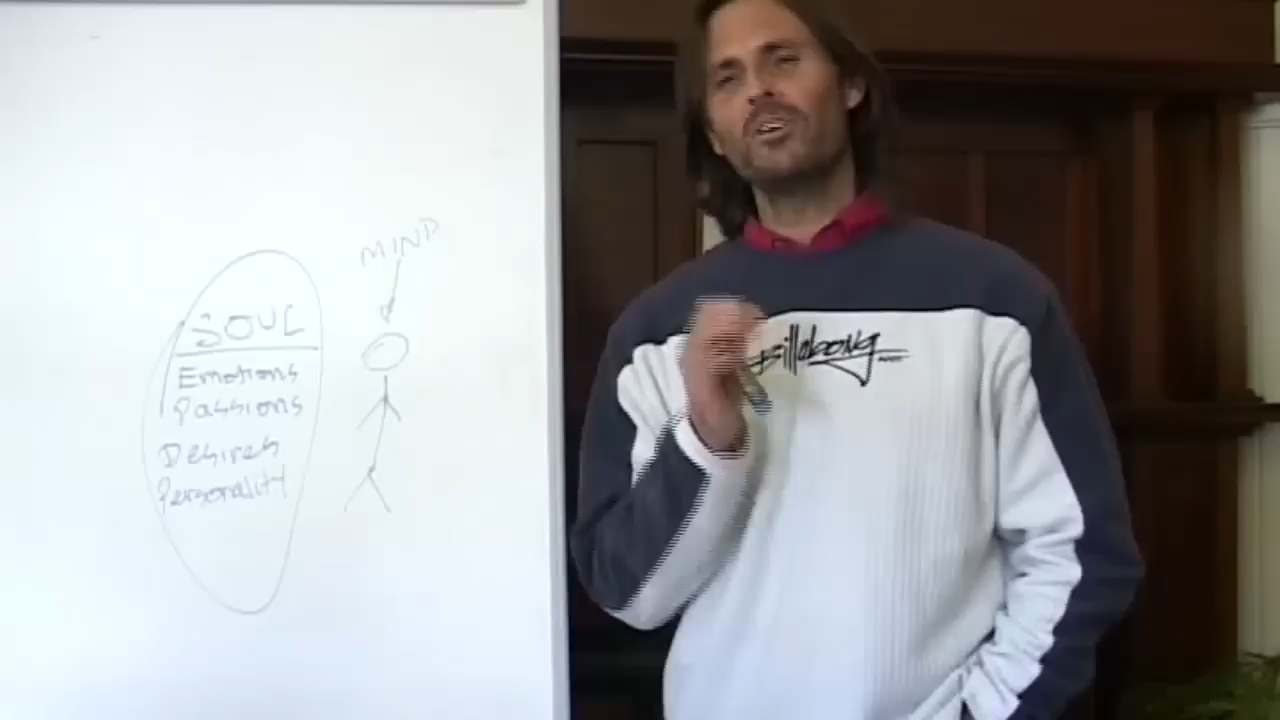 MIND
SOUL
Emotions
Passions
Desires
Personality
Billabong